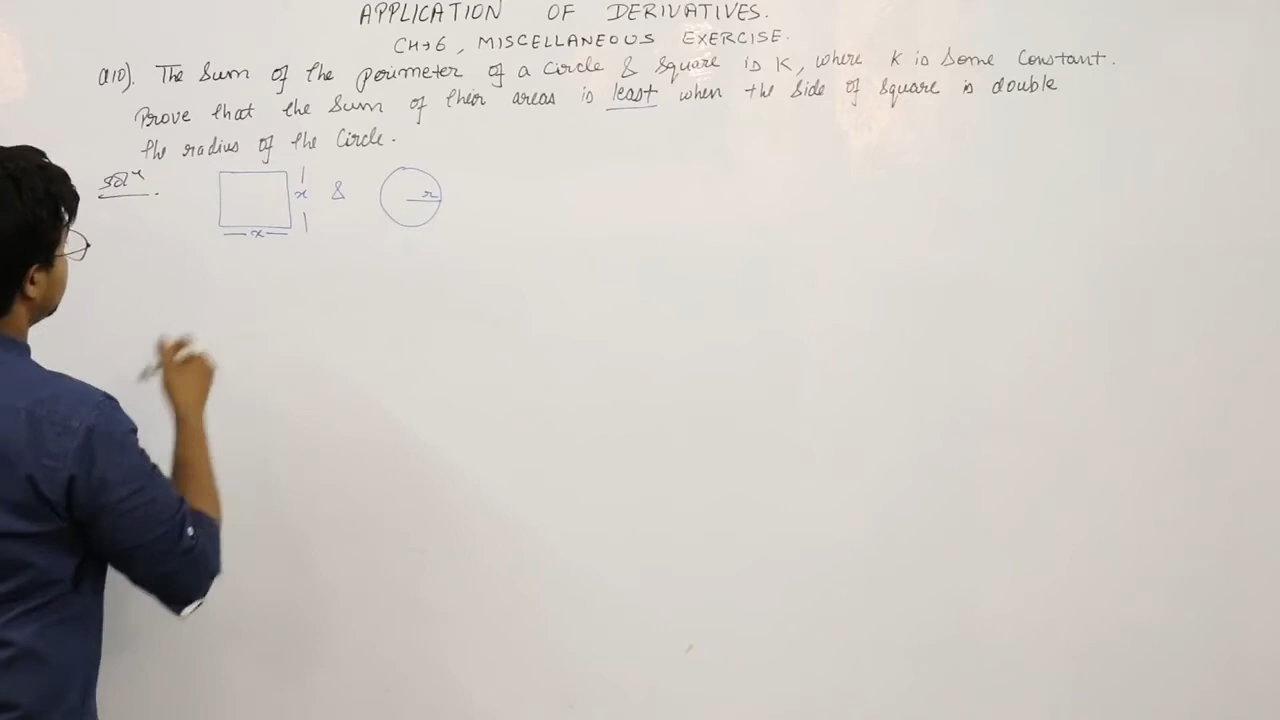 APPLICATION OF DERIVATIVES.
CH→6, MISCELLANEOUS EXERCISE.
Q10). The Sum of the perimeter of a Circle & Square is K, where K is Some Constant.
Prove that the Sum of their areas is least when the Side of Square is double
the radius of the Circle.
Solⁿ.
x & r
x